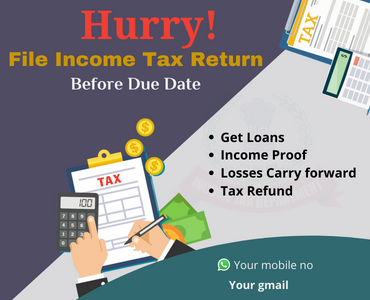 Hurry!
TAX
File Income Tax Return
Before Due Date
Get Loans
Income Proof
Losses Carry forward
Tax Refund
TAX
100
Your mobile no
Your gmail